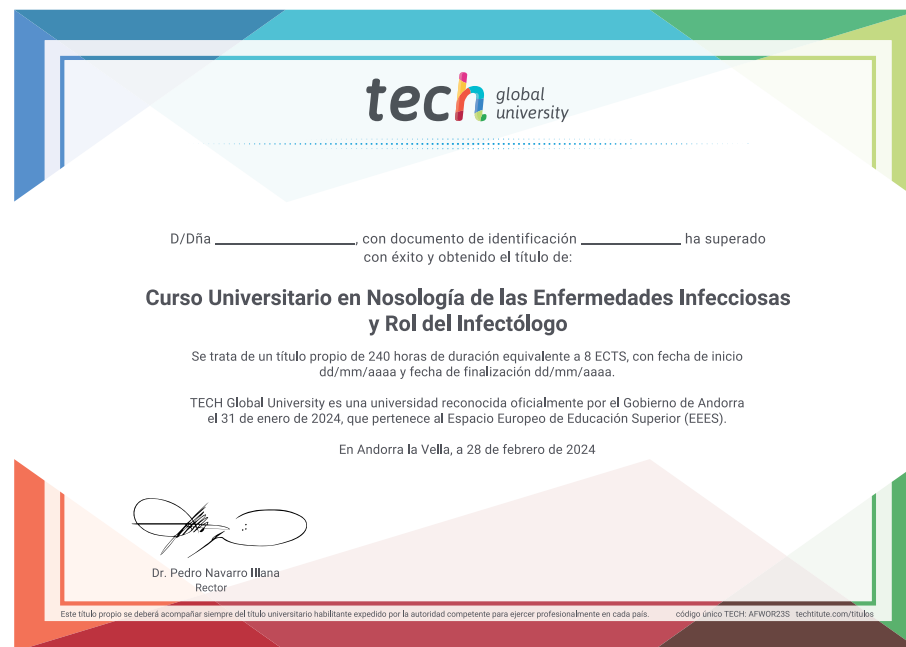 tech global university
D/Dña ____________, con documento de identificación ____________ ha superado
con éxito y obtenido el título de:
Curso Universitario en Nosología de las Enfermedades Infecciosas
y Rol del Infectólogo
Se trata de un título propio de 240 horas de duración equivalente a 8 ECTS, con fecha de inicio
dd/mm/aaaa y fecha de finalización dd/mm/aaaa.
TECH Global University es una universidad reconocida oficialmente por el Gobierno de Andorra
el 31 de enero de 2024, que pertenece al Espacio Europeo de Educación Superior (EEES).
En Andorra la Vella, a 28 de febrero de 2024
Dr. Pedro Navarro Illana
Rector
Este título propio se deberá acompañar siempre del título universitario habilitante expedido por la autoridad competente para ejercer profesionalmente en cada país. código único TECH: AFWOR23S techtitute.com/titulos